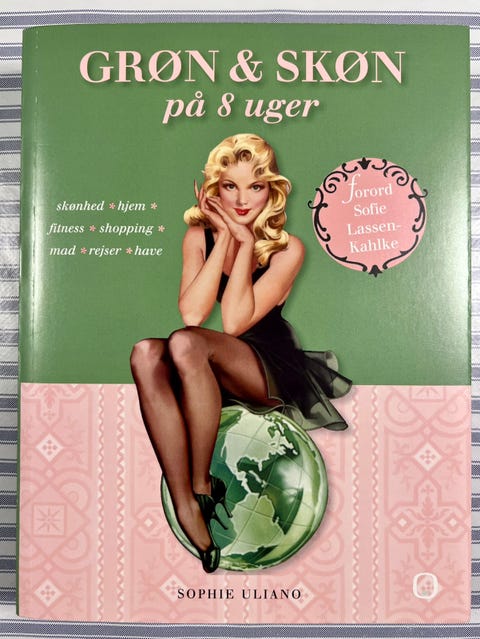 GRØN & SKØN
på 8 uger
skønhed * hjem *
fitness * shopping *
mad * rejser * have
forord
Sofie
Lassen-
Kahlke
SOPHIE ULIANO